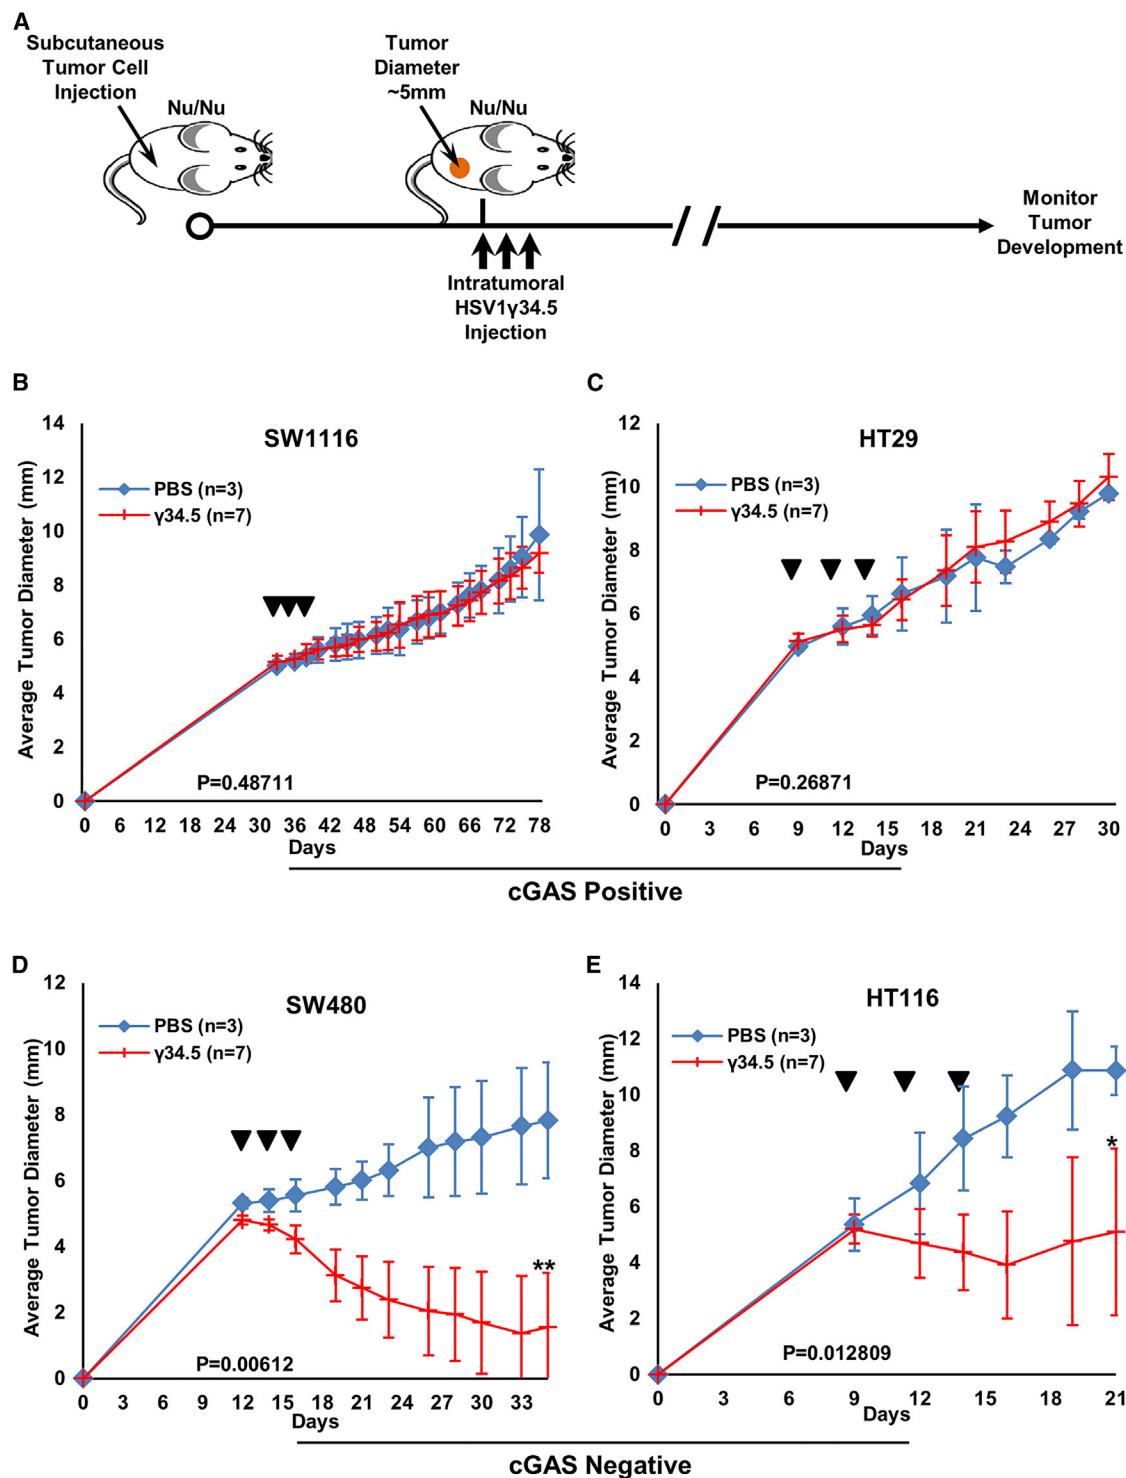 A
Subcutaneous
Tumor Cell
Injection
Nu/Nu
Tumor
Diameter
~5mm
Nu/Nu
Monitor
Tumor
Development
Intratumoral
HSV1γ34.5
Injection
B
SW1116
PBS (n=3)
γ34.5 (n=7)
Average Tumor Diameter (mm)
14
12
10
8
6
4
2
0
P=0.48711
0 6 12 18 24 30 36 42 48 54 60 66 72 78
Days
C
HT29
PBS (n=3)
γ34.5 (n=7)
Average Tumor Diameter (mm)
12
10
8
6
4
2
0
P=0.26871
0 3 9 12 15 21 24 27 30
Days
cGAS Positive
D
SW480
PBS (n=3)
γ34.5 (n=7)
Average Tumor Diameter (mm)
12
10
8
6
4
2
0
**
P=0.00612
0 3 6 12 15 21 24 30 33
Days
E
HT116
PBS (n=3)
γ34.5 (n=7)
Average Tumor Diameter (mm)
14
12
10
8
6
4
2
0
*
P=0.012809
0 3 6 9 12 15 18 21
Days
cGAS Negative